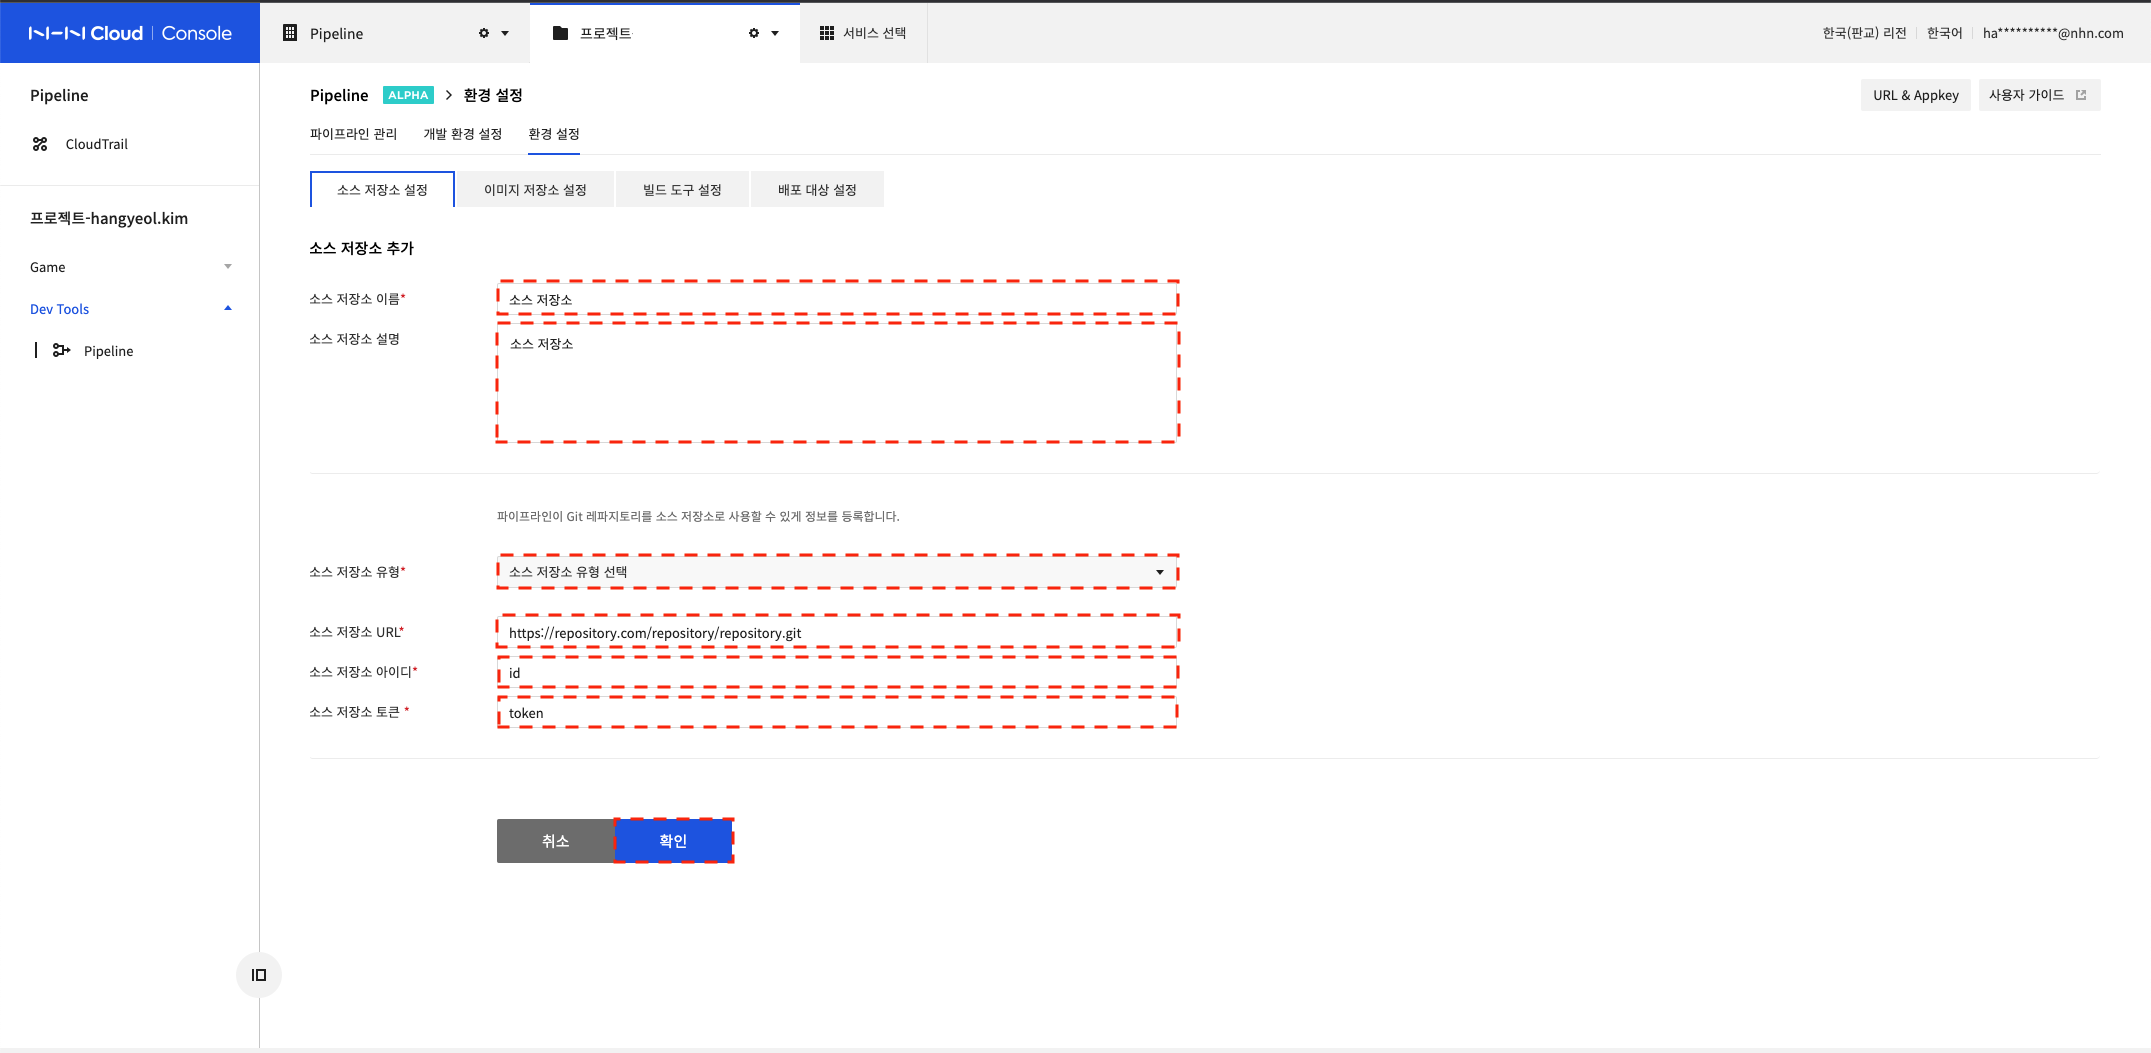 NHN Cloud | Console
Pipeline
프로젝트-
서비스 선택
한국(판교) 리전
한국어
ha**********@nhn.com
Pipeline
CloudTrail
프로젝트-hangyeol.kim
Game
Dev Tools
Pipeline
Pipeline ALPHA > 환경 설정
URL & Appkey
사용자 가이드
파이프라인 관리
개발 환경 설정
환경 설정
소스 저장소 설정
이미지 저장소 설정
빌드 도구 설정
배포 대상 설정
소스 저장소 추가
소스 저장소 이름*
소스 저장소
소스 저장소 설명
소스 저장소
파이프라인이 Git 레파지토리를 소스 저장소로 사용할 수 있게 정보를 등록합니다.
소스 저장소 유형*
소스 저장소 유형 선택
소스 저장소 URL*
https://repository.com/repository/repository.git
소스 저장소 아이디*
id
소스 저장소 토큰 *
token
취소
확인